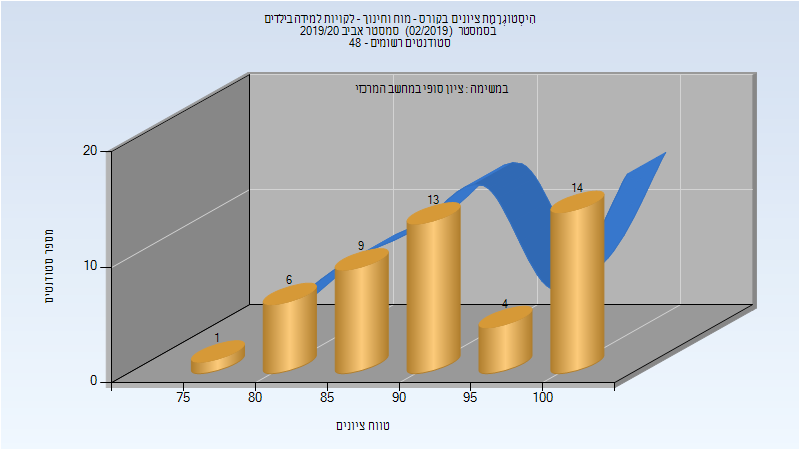 היסְטוֹגְרָמַת ציונים בקורס - מוח וחינוך - לקויות למידה בילדים
בסמסטר (02/2019) סמסטר אביב 2019/20
סטודנטים רשומים - 48
במשימה : ציון סופי במחשב המרכזי
מספר סטודנטים
20
10
0
1
6
9
13
4
14
75
80
85
90
95
100
טווח ציונים